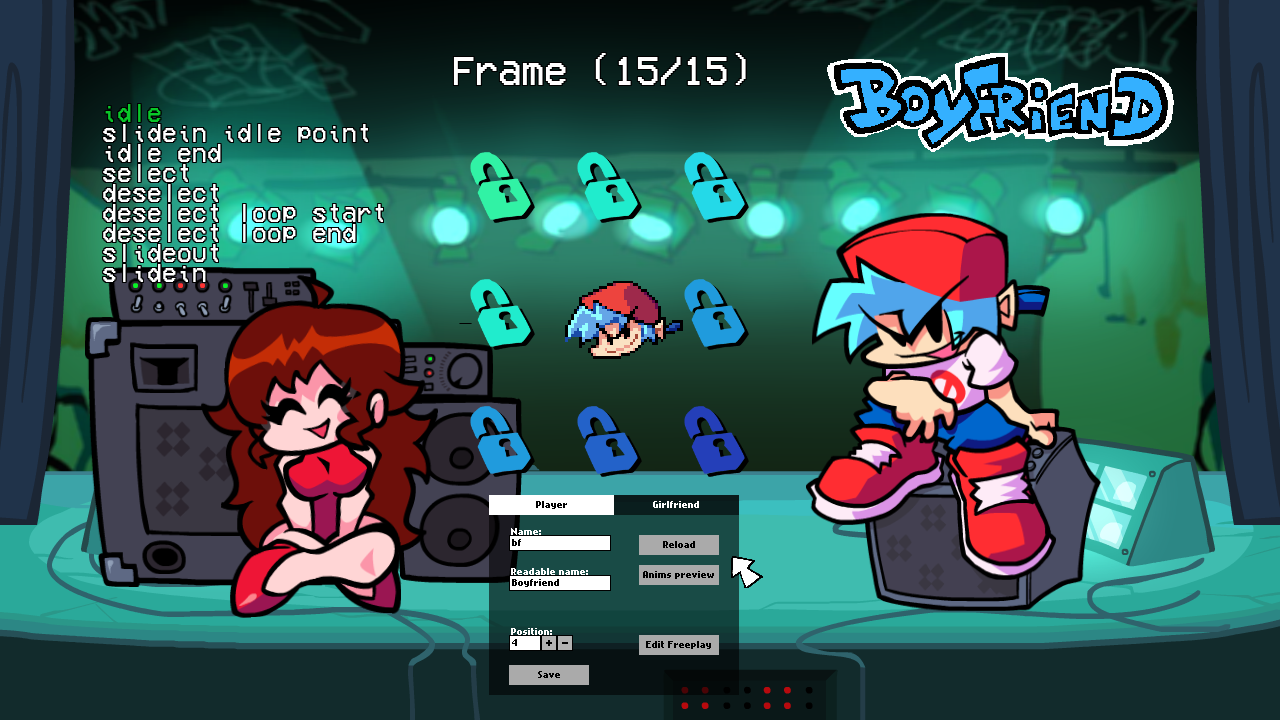 Frame (15/15)
BOYFRIEND
idle
slidein idle point
idle end
select
deselect
deselect loop start
deselect loop end
slideout
slidein
Player
Girlfriend
Name:
bf
Reload
Readable name:
Boyfriend
Anims preview
Position:
4
+
-
Edit Freeplay
Save